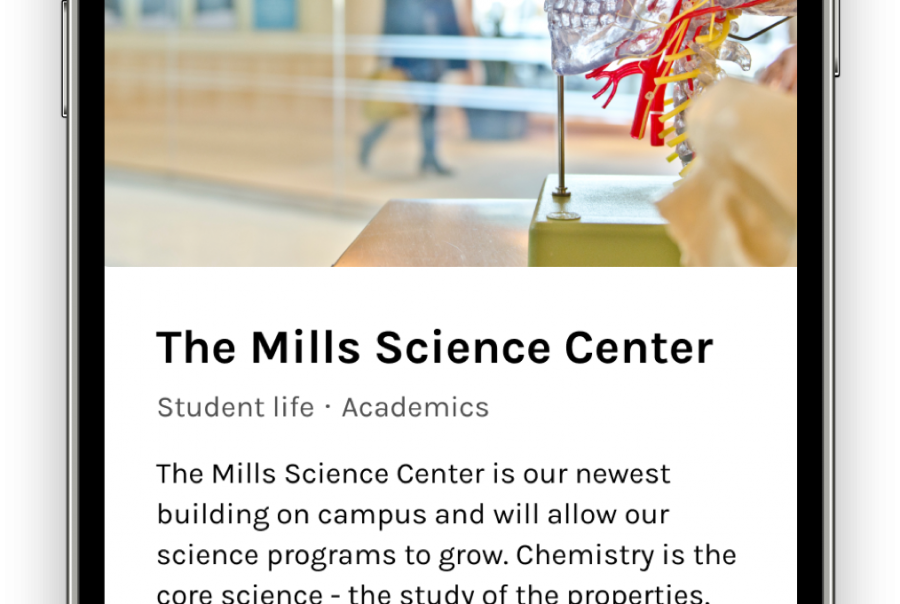 The Mills Science Center
Student life · Academics
The Mills Science Center is our newest
building on campus and will allow our
science programs to grow. Chemistry is the
core science - the study of the properties,